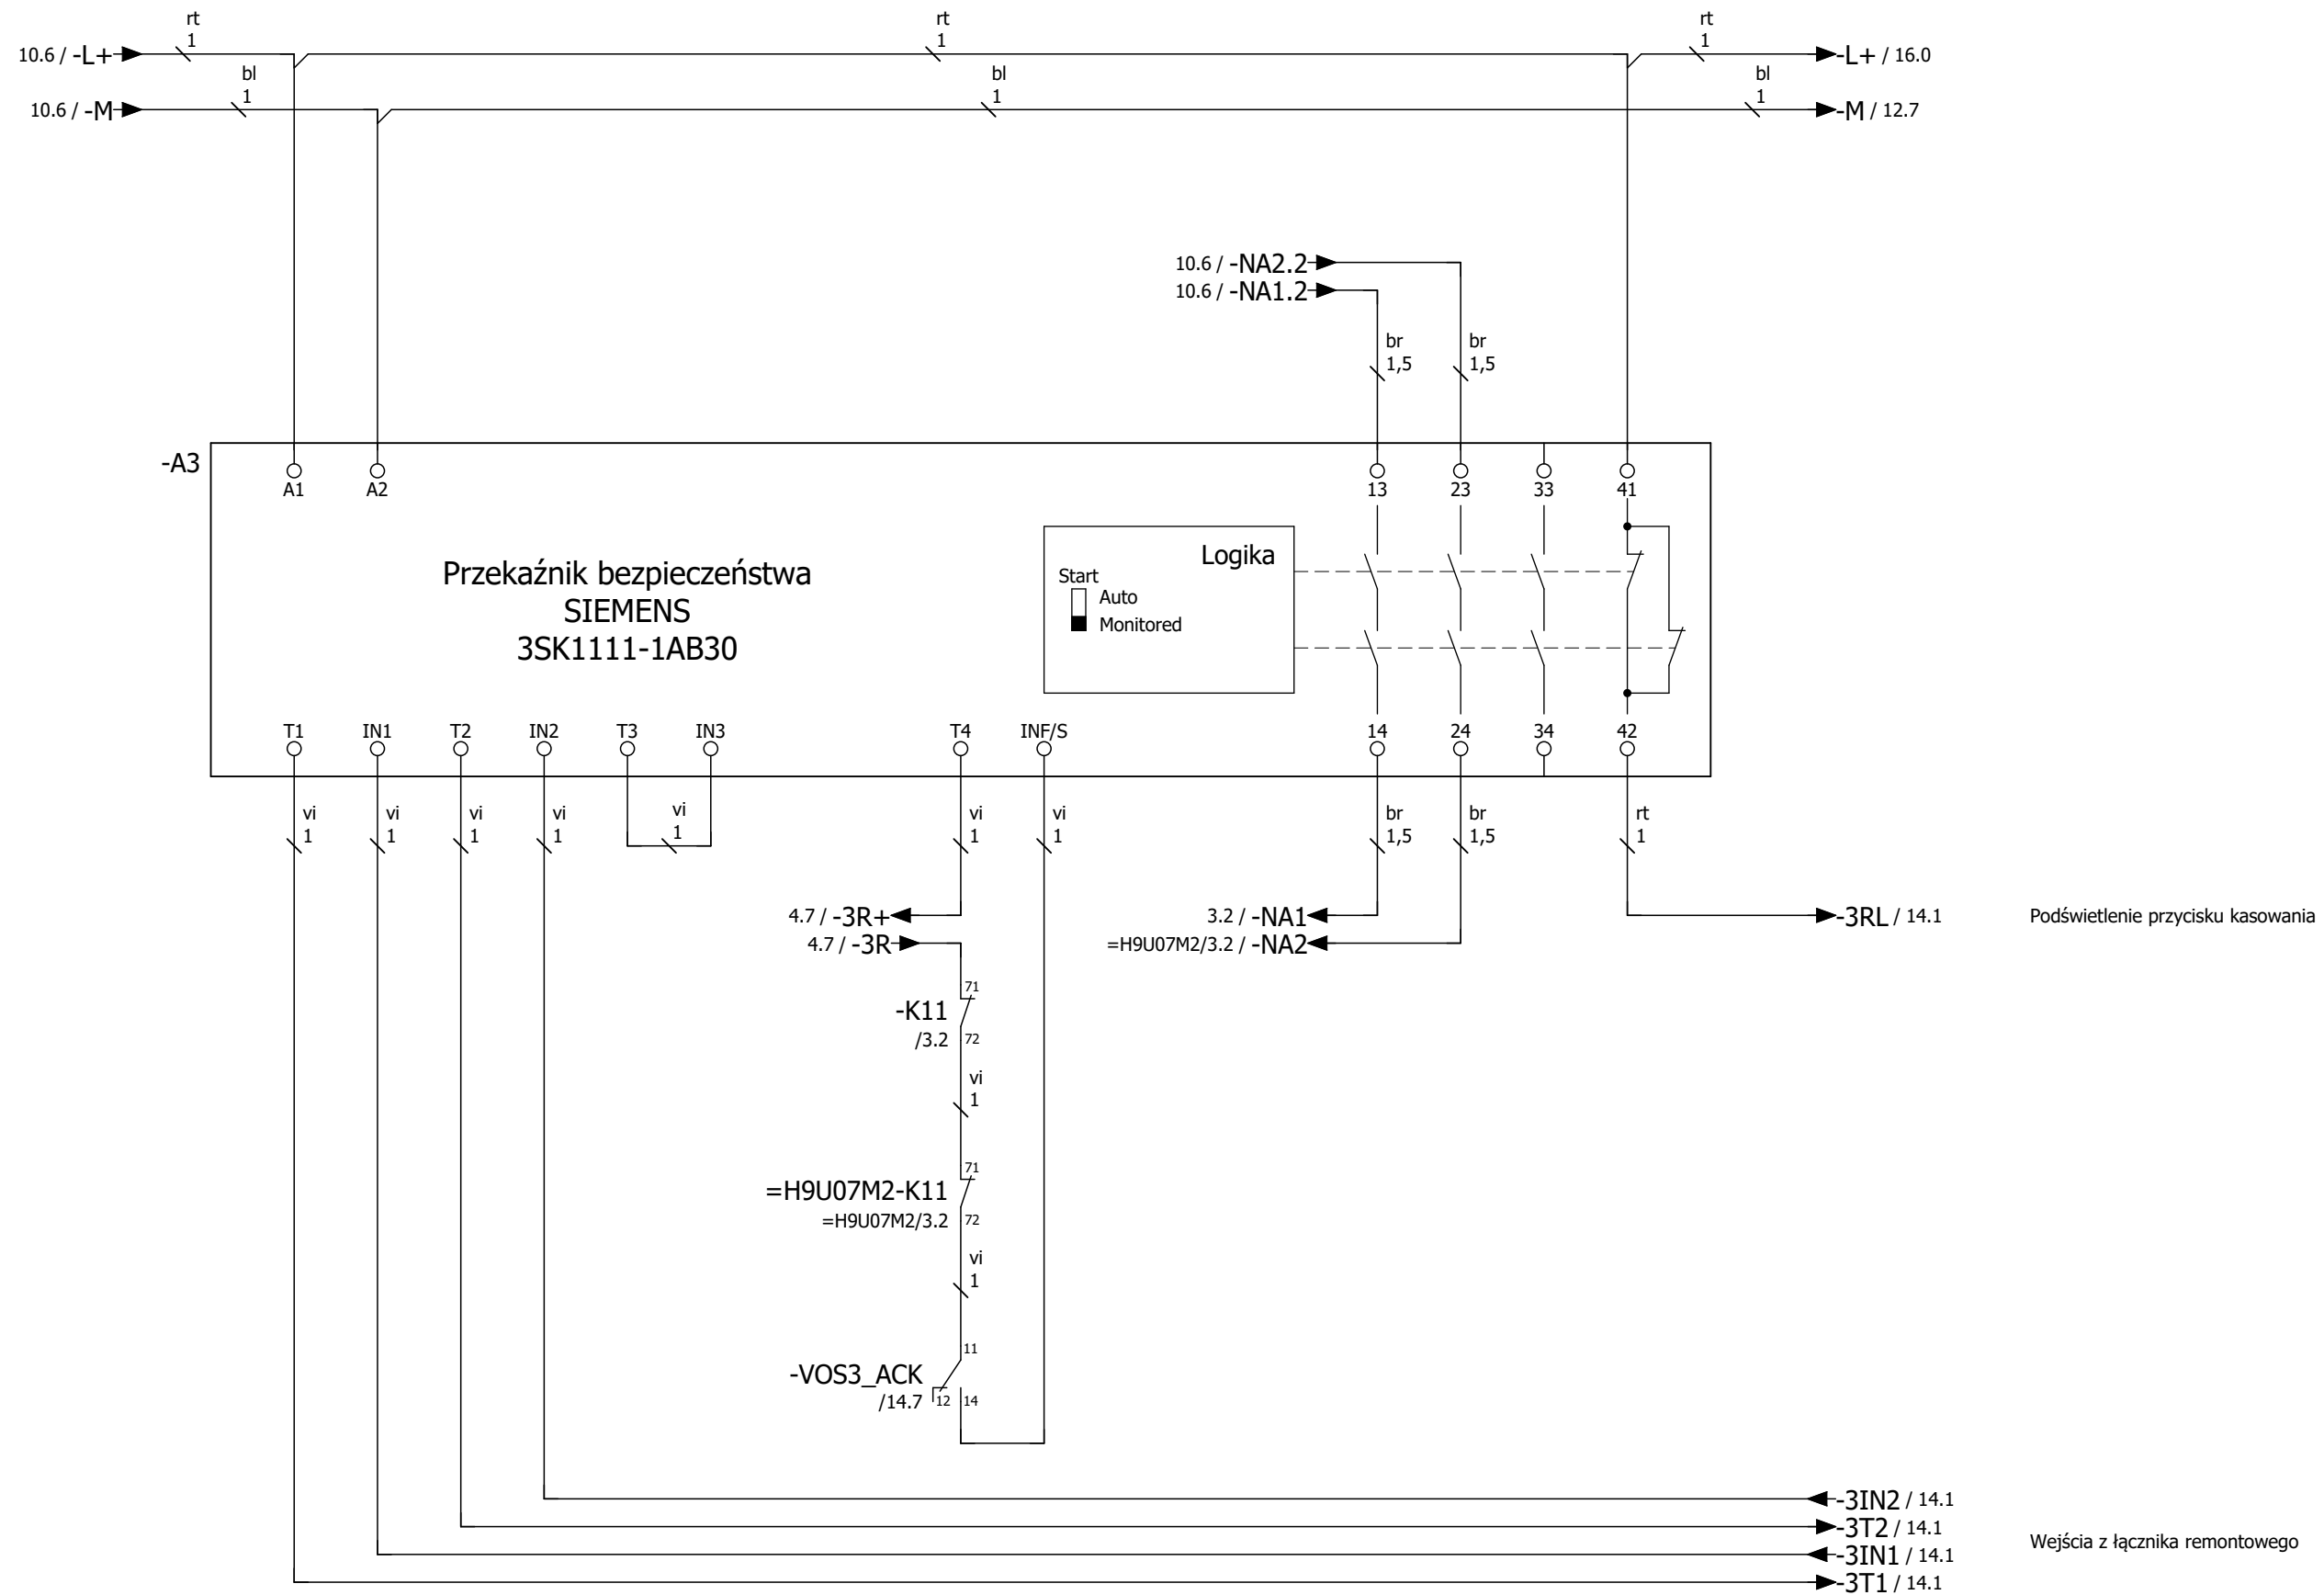 rt
1
rt
1
rt
1
10.6 / -L+
-L+ / 16.0
bl
1
bl
1
bl
1
10.6 / -M
-M / 12.7
10.6 / -NA2.2
10.6 / -NA1.2
br
1,5
br
1,5
-A3
A1
A2
13
23
33
41
Przekaźnik bezpieczeństwa
SIEMENS
3SK1111-1AB30
Logika
Start
Auto
Monitored
T1
IN1
T2
IN2
T3
IN3
T4
INF/S
14
24
34
42
vi
1
vi
1
vi
1
vi
1
vi
1
vi
1
vi
1
br
1,5
br
1,5
rt
1
4.7 / -3R+
4.7 / -3R
3.2 / -NA1
=H9U07M2/3.2 / -NA2
-3RL / 14.1
Podświetlenie przycisku kasowania
71
-K11
/3.2
72
vi
1
71
=H9U07M2-K11
=H9U07M2/3.2
72
vi
1
11
-VOS3_ACK
/14.7
12
14
-3IN2 / 14.1
-3T2 / 14.1
Wejścia z łącznika remontowego
-3IN1 / 14.1
-3T1 / 14.1